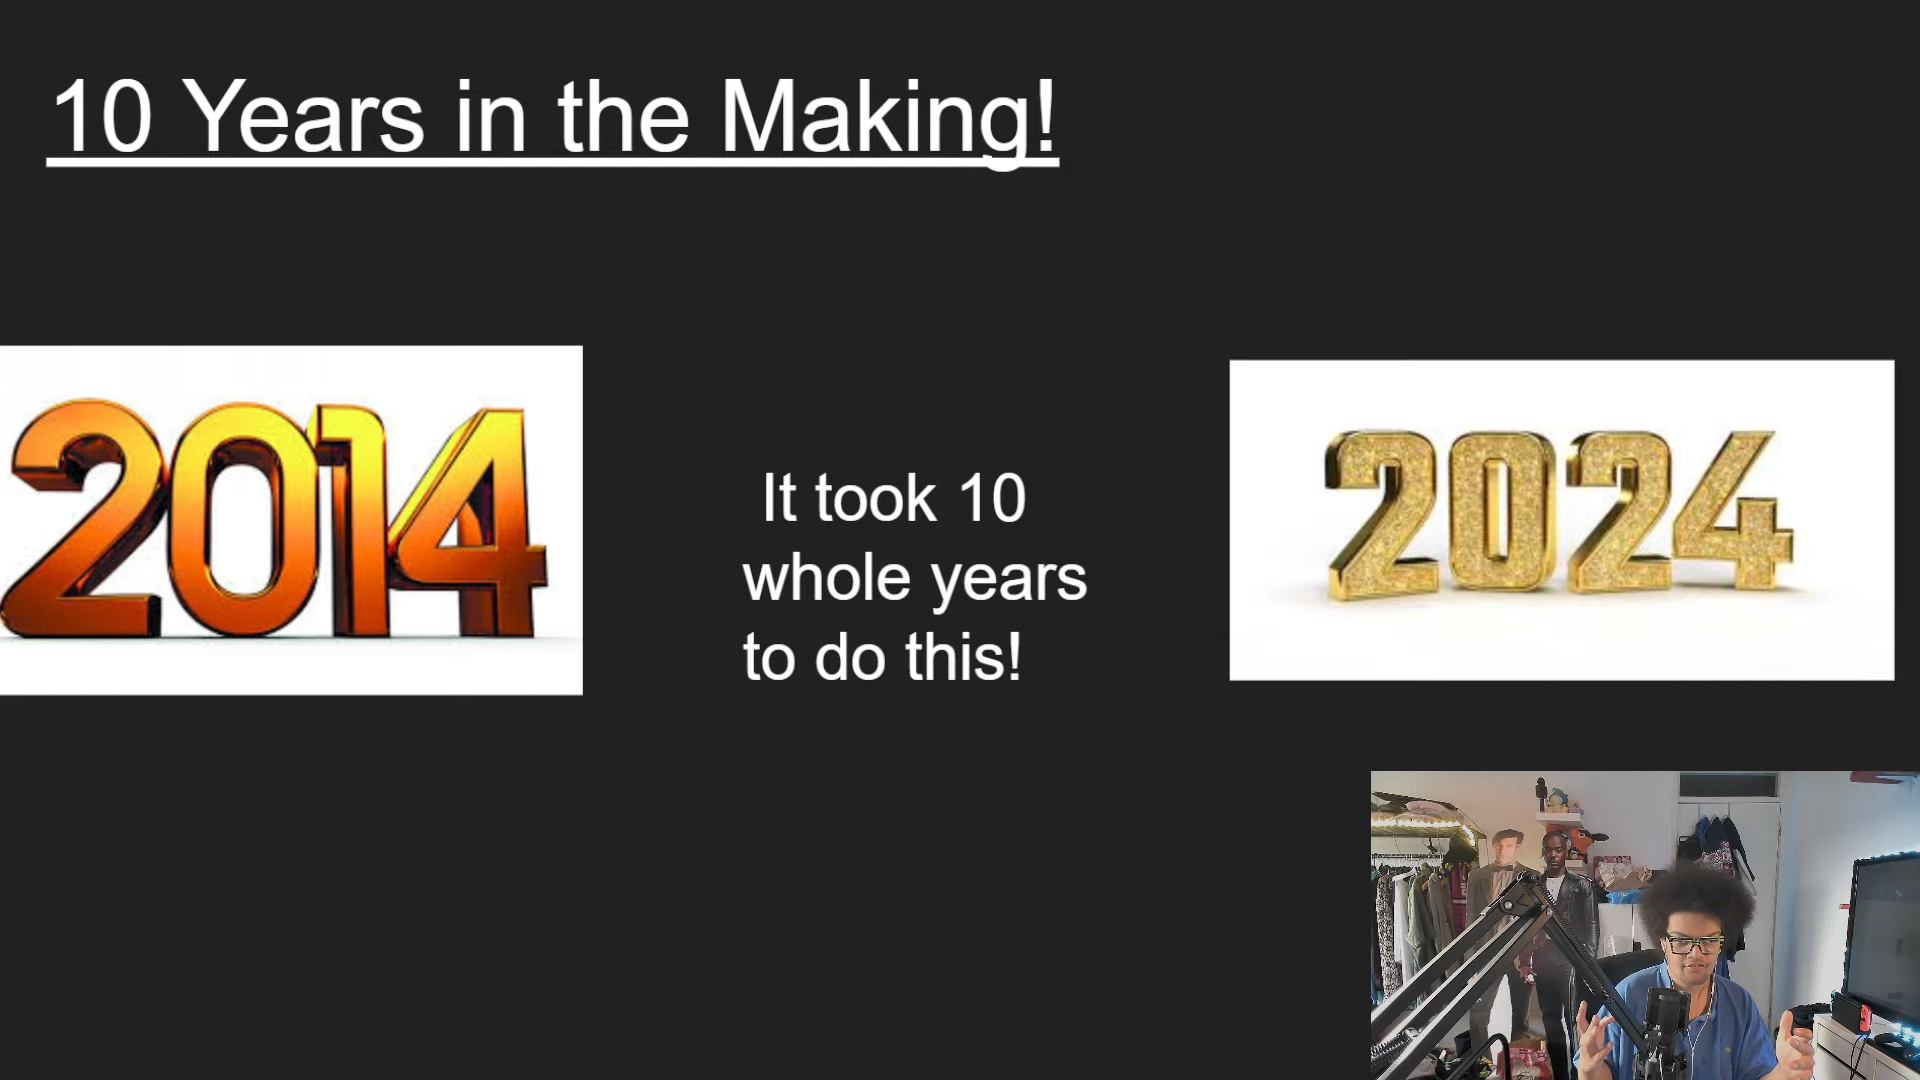 10 Years in the Making!
2014
It took 10
whole years
to do this!
2024